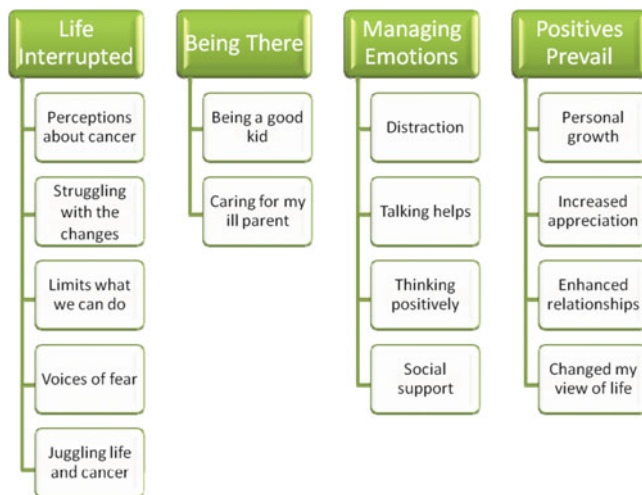 Life
Interrupted
Perceptions
about cancer
Struggling
with the
changes
Limits what
we can do
Voices of fear
Juggling life
and cancer
Being There
Being a good
kid
Caring for my
ill parent
Managing
Emotions
Distraction
Talking helps
Thinking
positively
Social
support
Positives
Prevail
Personal
growth
Increased
appreciation
Enhanced
relationships
Changed my
view of life